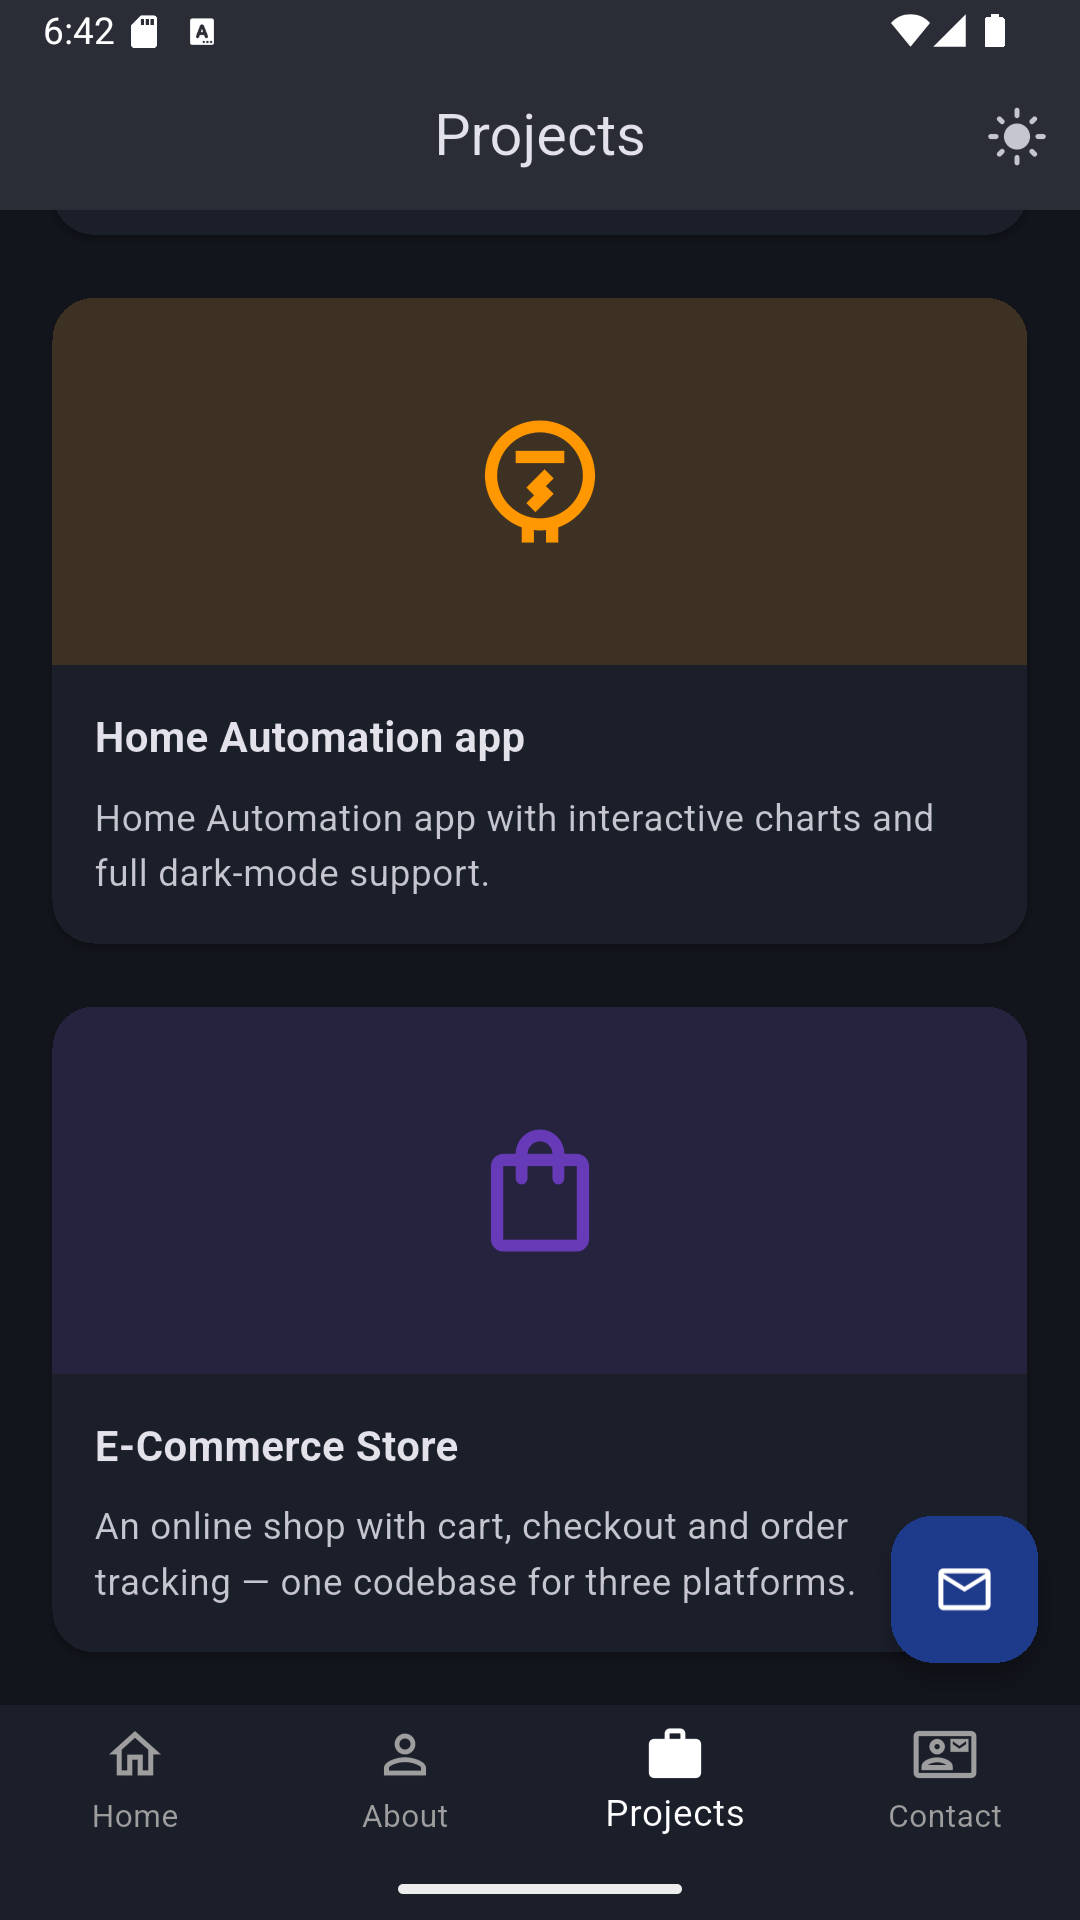 6:42
Projects
Home Automation app
Home Automation app with interactive charts and
full dark-mode support.
E-Commerce Store
An online shop with cart, checkout and order
tracking — one codebase for three platforms.
Home
About
Projects
Contact